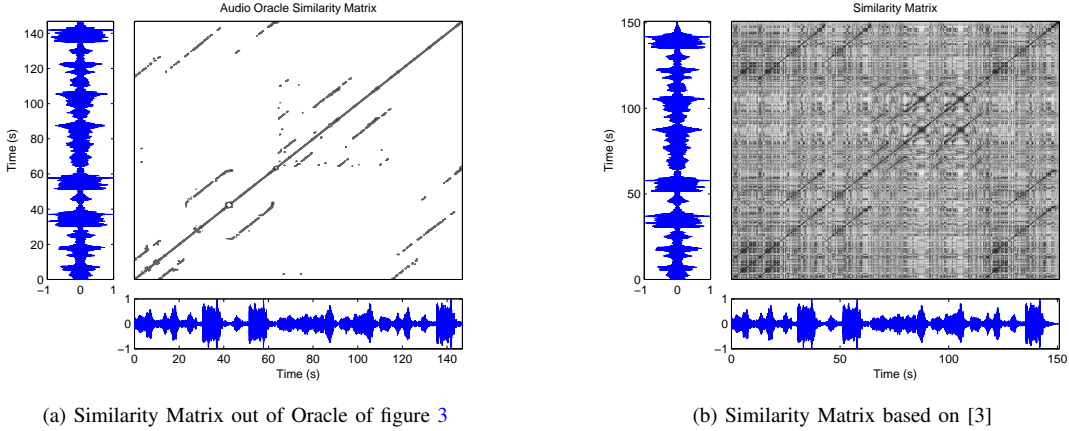 Audio Oracle Similarity Matrix
140
120
100
80
60
40
20
0
Time (s)
−1 0 1
1
0
−1
0 20 40 60 80 100 120 140
Time (s)
(a) Similarity Matrix out of Oracle of figure 3
Similarity Matrix
150
100
50
0
Time (s)
−1 0 1
1
0
−1
0 50 100 150
Time (s)
(b) Similarity Matrix based on [3]